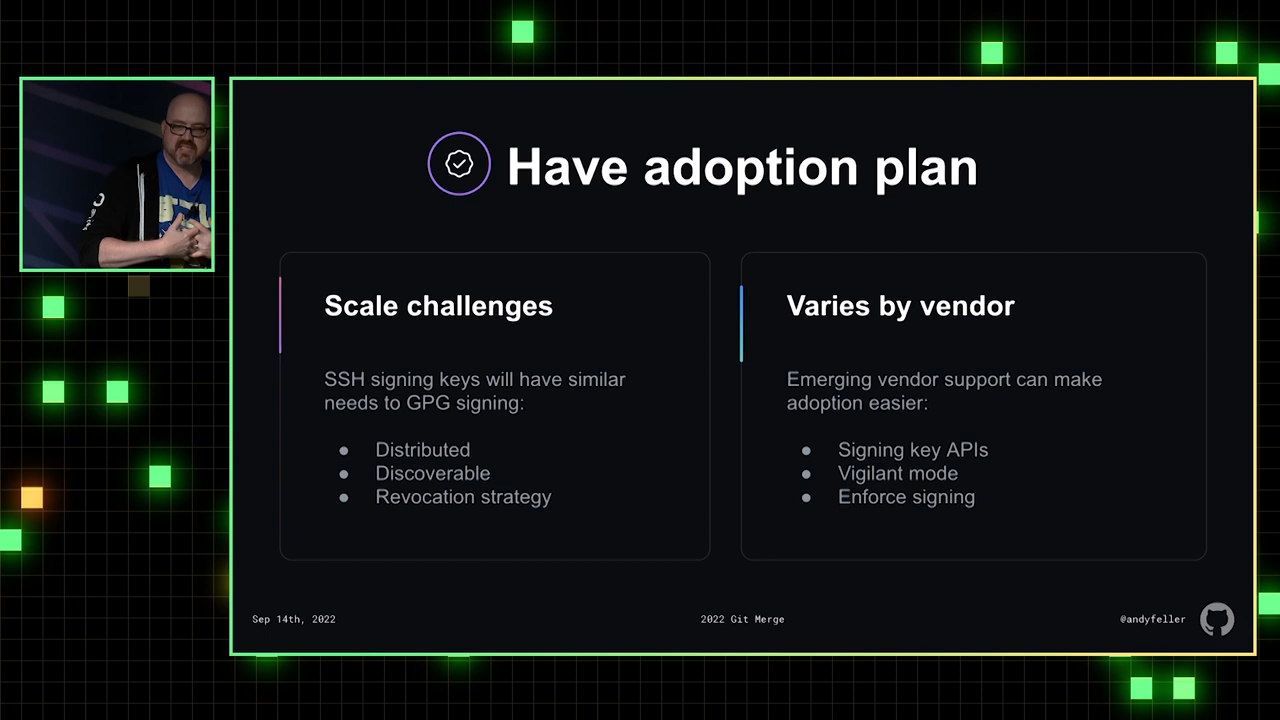 Have adoption plan
Scale challenges
SSH signing keys will have similar
needs to GPG signing:
● Distributed
● Discoverable
● Revocation strategy
Varies by vendor
Emerging vendor support can make
adoption easier:
● Signing key APIs
● Vigilant mode
● Enforce signing
Sep 14th, 2022
2022 Git Merge
@andyfeller